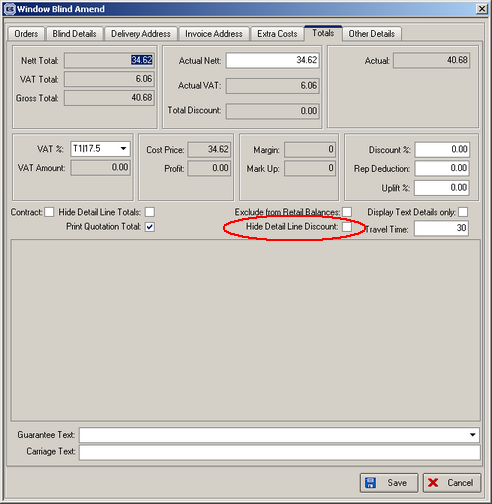 Window Blind Amend
Orders Blind Details Delivery Address Invoice Address Extra Costs Totals Other Details
Nett Total: 34.62 Actual Nett: 34.62 Actual: 40.68
VAT Total: 6.06 Actual VAT: 6.06
Gross Total: 40.68 Total Discount: 0.00
VAT %: T1|17.5 Cost Price: 34.62 Margin: 0 Discount %: 0.00
VAT Amount: 0.00 Profit: 0.00 Mark Up: 0 Rep Deduction: 0.00
Uplift %: 0.00
Contract: Hide Detail Line Totals: Exclude from Retail Balances: Display Text Details only:
Print Quotation Total: Hide Detail Line Discount: Travel Time: 30
Guarantee Text:
Carriage Text:
Save Cancel